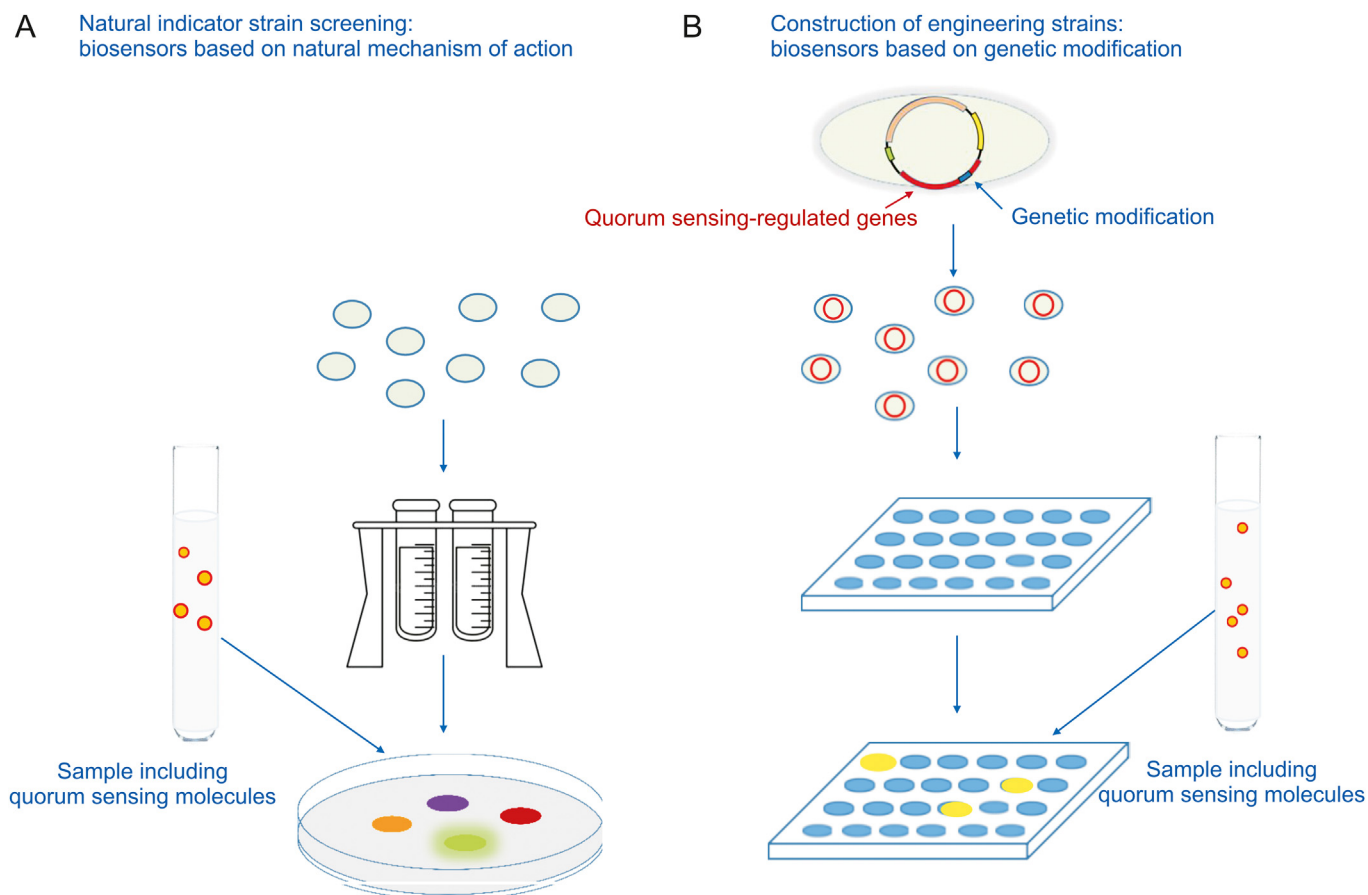 A
Natural indicator strain screening:
biosensors based on natural mechanism of action
B
Construction of engineering strains:
biosensors based on genetic modification
Quorum sensing-regulated genes
Genetic modification
Sample including
quorum sensing molecules
Sample including
quorum sensing molecules